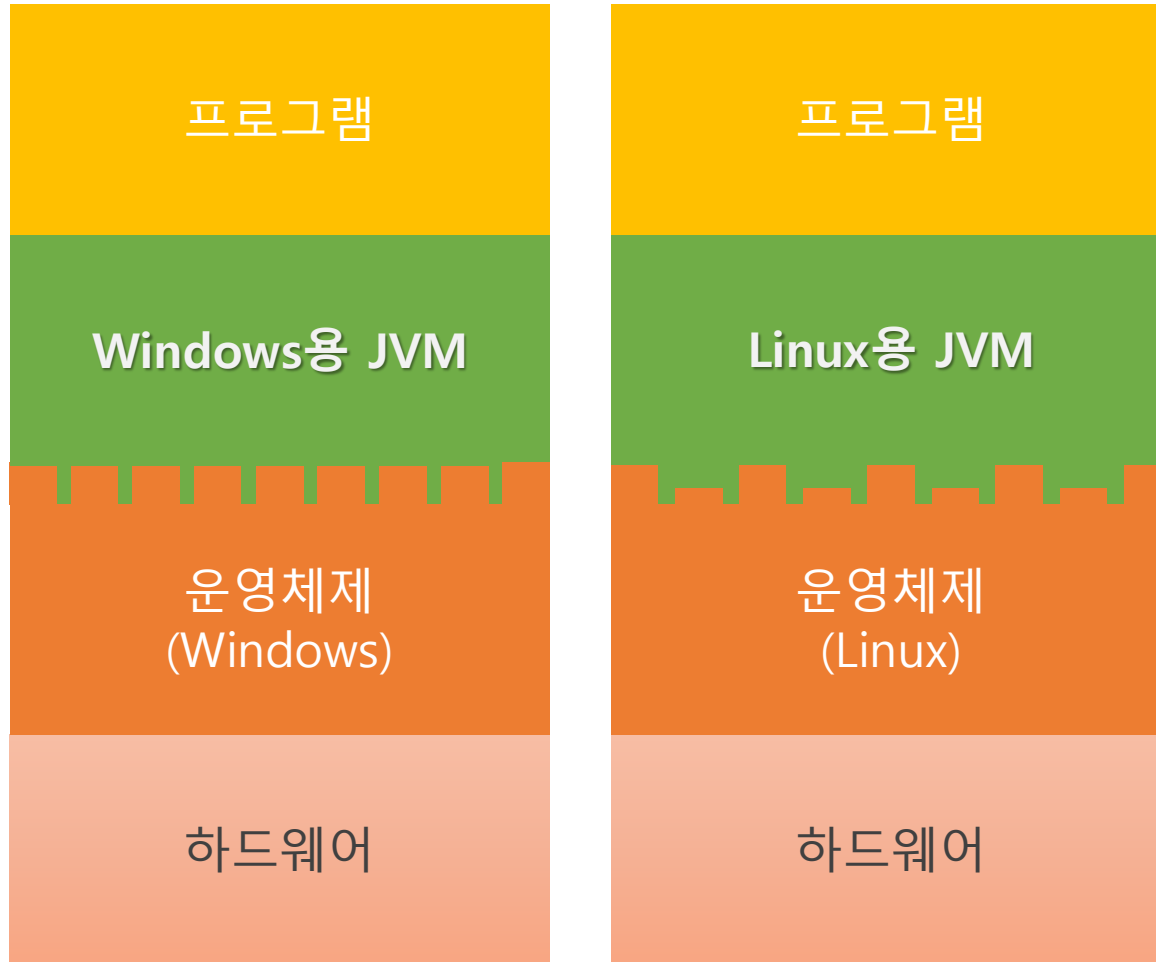 프로그램
Windows용 JVM
운영체제
(Windows)
하드웨어
프로그램
Linux용 JVM
운영체제
(Linux)
하드웨어